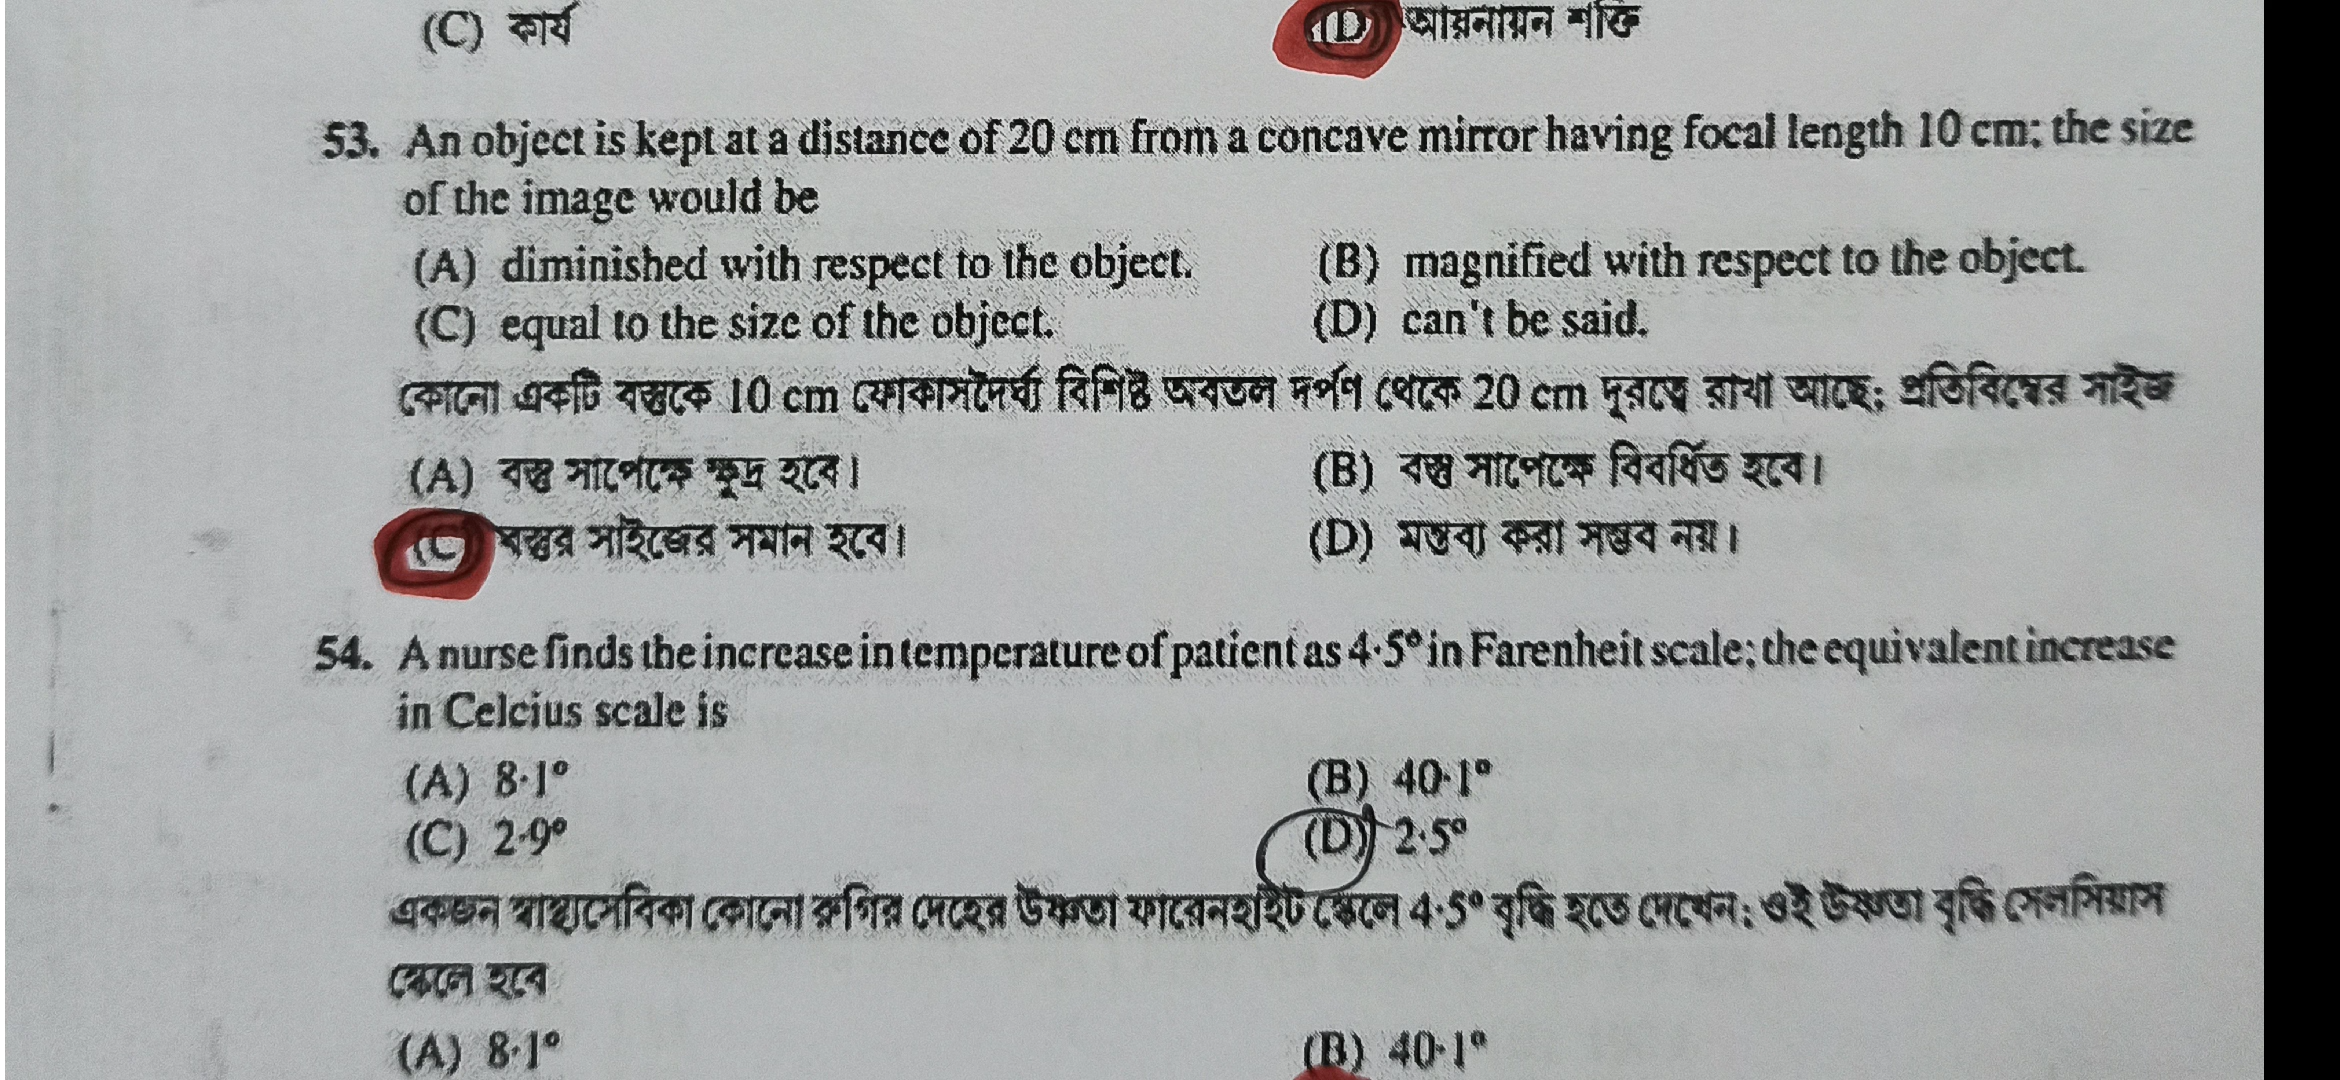 (C) কার্য (D) আয়নায়ন শক্তি
53. An object is kept at a distance of 20 cm from a concave mirror having focal length 10 cm; the size
of the image would be
(A) diminished with respect to the object. (B) magnified with respect to the object.
(C) equal to the size of the object. (D) can't be said.
কোনো একটি বস্তুকে 10 cm ফোকাসদৈর্ঘ্য বিশিষ্ট অবতল দর্পণ থেকে 20 cm দূরত্বে রাখা আছে; প্রতিবিম্বের সাইজ
(A) বস্তু সাপেক্ষে ক্ষুদ্র হবে। (B) বস্তু সাপেক্ষে বিবর্ধিত হবে।
(C) বস্তুর সাইজের সমান হবে। (D) মন্তব্য করা সম্ভব নয়।
54. A nurse finds the increase in temperature of patient as 4·5° in Farenheit scale; the equivalent increase
in Celcius scale is
(A) 8·1° (B) 40·1°
(C) 2·9° (D) 2·5°
একজন স্বাস্থ্যসেবিকা কোনো রুগির দেহের উষ্ণতা ফারেনহাইট স্কেলে 4·5° বৃদ্ধি হতে দেখেন; ওই উষ্ণতা বৃদ্ধি সেলসিয়াস
স্কেলে হবে
(A) 8·1° (B) 40·1°